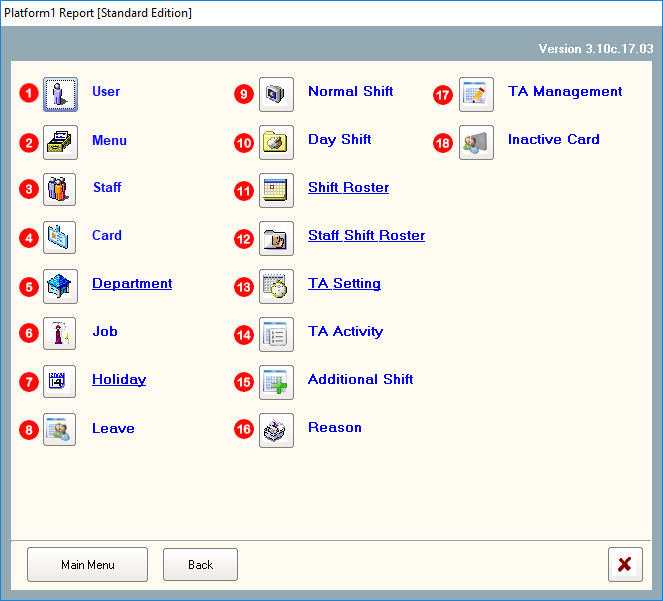 Platform1 Report [Standard Edition]
Version 3.10c.17.03
1 User
2 Menu
3 Staff
4 Card
5 Department
6 Job
7 Holiday
8 Leave
9 Normal Shift
10 Day Shift
11 Shift Roster
12 Staff Shift Roster
13 TA Setting
14 TA Activity
15 Additional Shift
16 Reason
17 TA Management
18 Inactive Card
Main Menu
Back